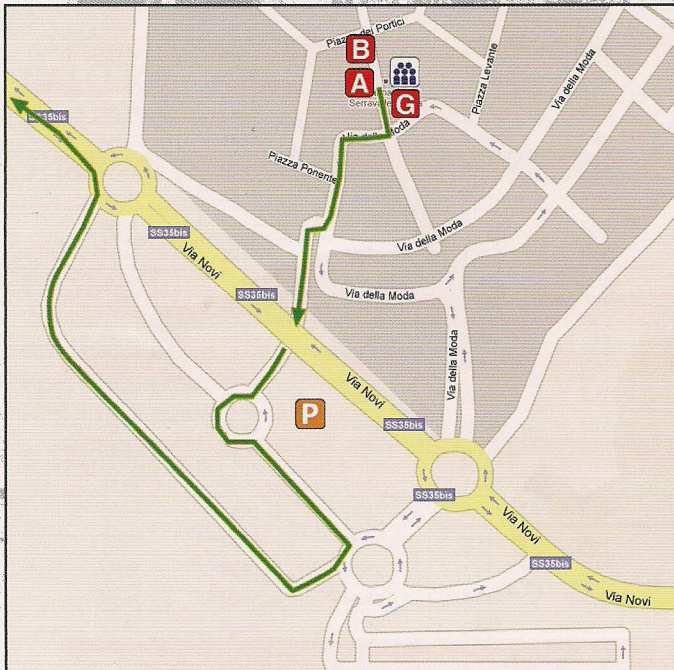 Piazza dei Portici
B
A
G
Serravalle
Via della Moda
Piazza Levante
Via della Moda
Piazza Ponente
SS35bis
SS35bis
Via Novi
Via della Moda
SS35bis
Via della Moda
Via della Moda
Via Novi
P
SS35bis
SS35bis
Via Novi
SS35bis
Via Novi